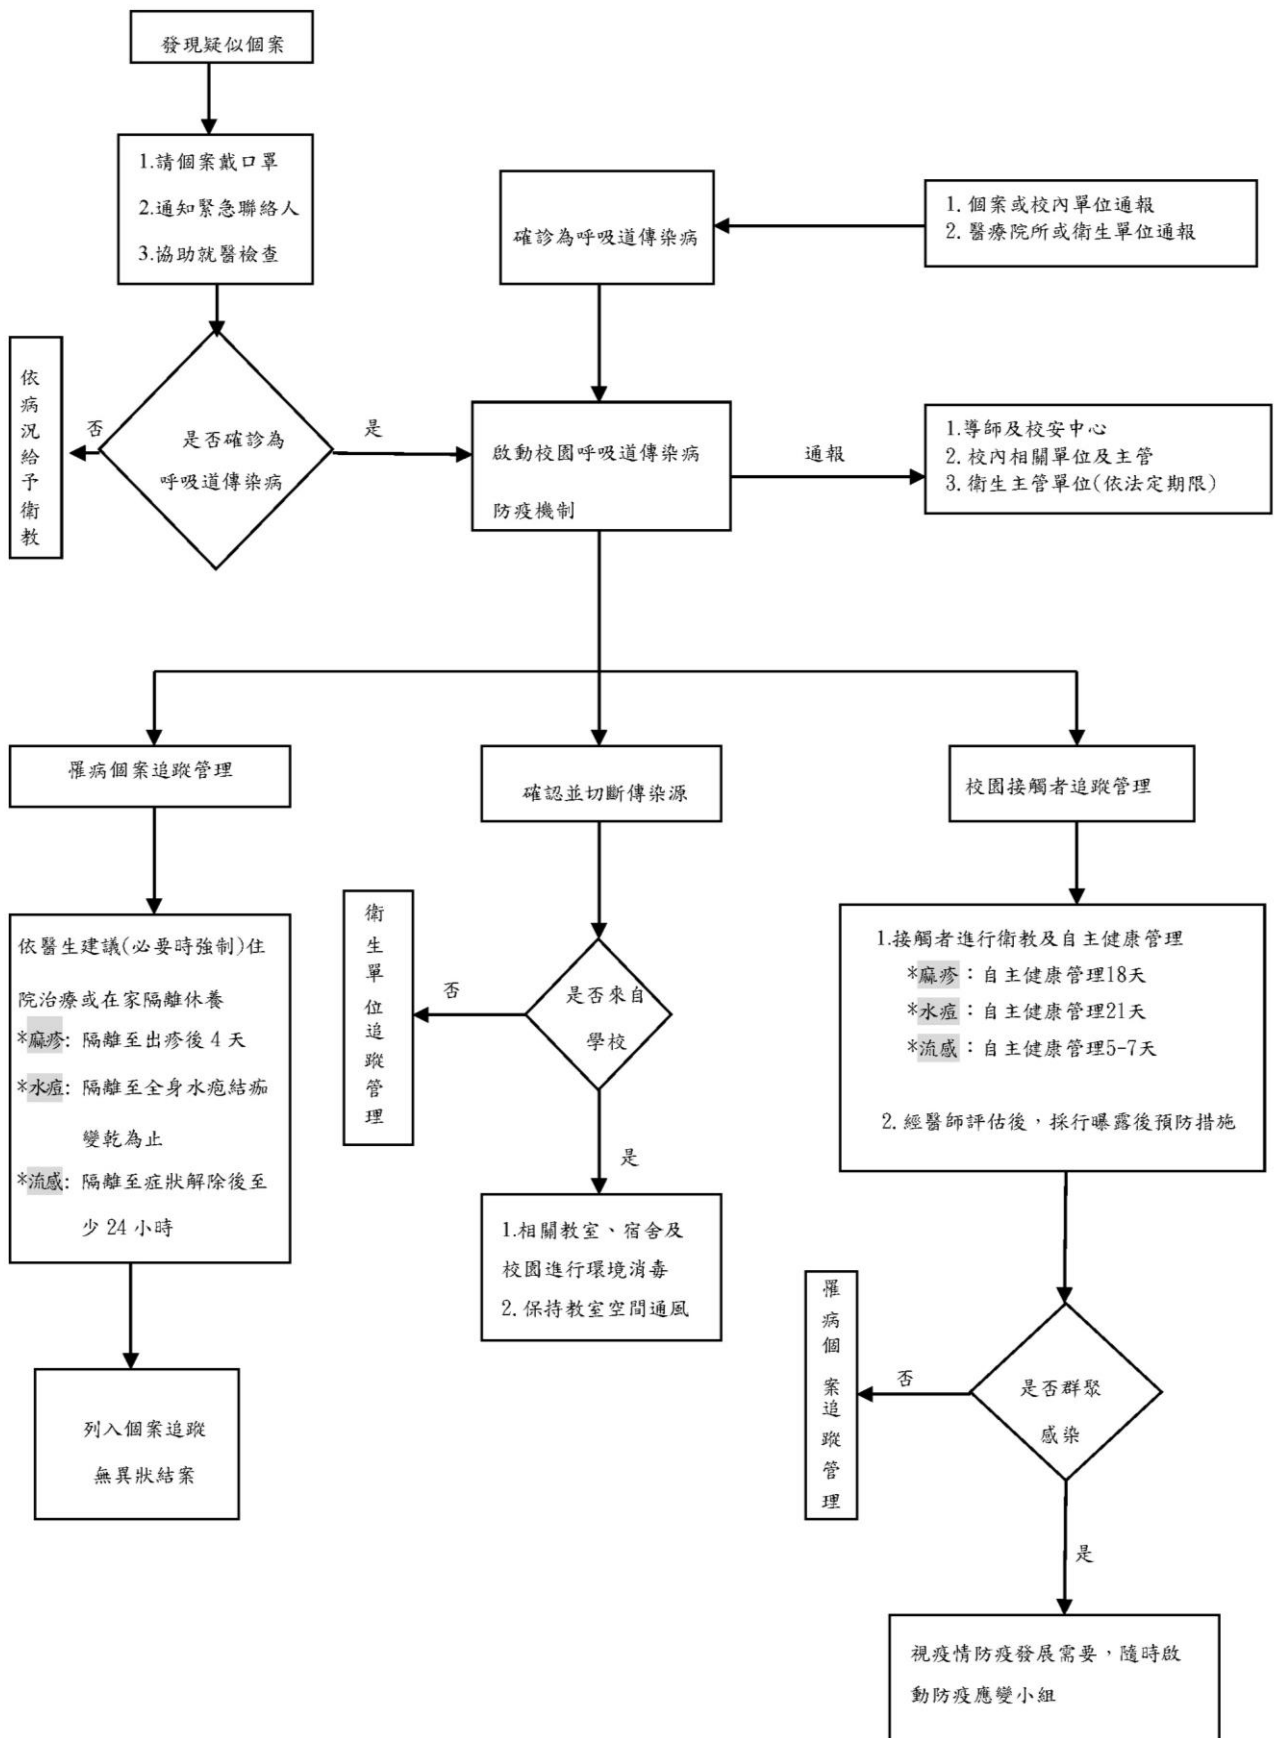 發現疑似個案
1.請個案戴口罩
2.通知緊急聯絡人
3.協助就醫檢查
確診為呼吸道傳染病
1. 個案或校內單位通報
2. 醫療院所或衛生單位通報
依病況給予衛教
否
是否確診為
呼吸道傳染病
是
啟動校園呼吸道傳染病
防疫機制
通報
1.導師及校安中心
2. 校內相關單位及主管
3. 衛生主管單位(依法定期限)
罹病個案追蹤管理
確認並切斷傳染源
校園接觸者追蹤管理
依醫生建議(必要時強制)住
院治療或在家隔離休養
*麻疹: 隔離至出疹後 4 天
*水痘: 隔離至全身水疱結痂
變乾為止
*流感: 隔離至症狀解除後至
少 24 小時
列入個案追蹤
無異狀結案
衛生單位追蹤管理
否
是否來自
學校
是
1.相關教室、宿舍及
校園進行環境消毒
2. 保持教室空間通風
1.接觸者進行衛教及自主健康管理
*麻疹：自主健康管理18天
*水痘：自主健康管理21天
*流感：自主健康管理5-7天
2. 經醫師評估後，採行曝露後預防措施
罹病個案追蹤管理
否
是否群聚
感染
是
視疫情防疫發展需要，隨時啟
動防疫應變小組